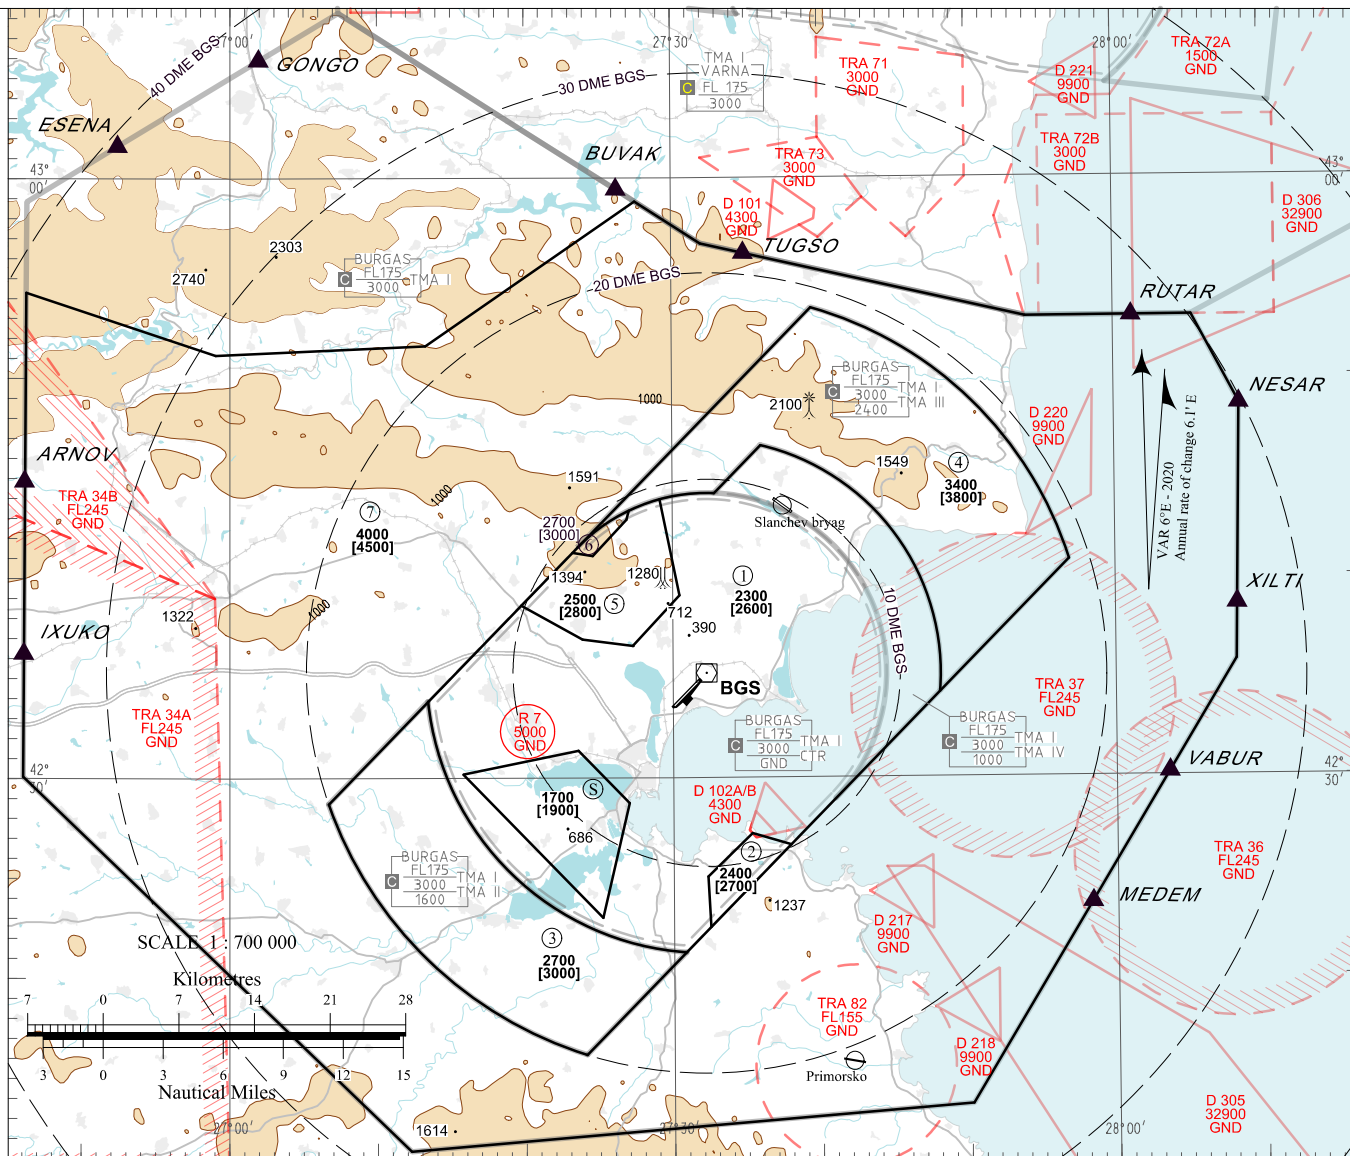 27°00'
27°30'
28°00'
40 DME BGS
GONGO
ESENA
30 DME BGS
TMA I
VARNA
C
FL 175
3000
TRA 71
3000
GND
D 221
9900
GND
TRA 72A
1500
GND
BUVAK
TRA 72B
3000
GND
43°
00'
43°
00'
TRA 73
3000
GND
D 101
4300
GND
D 306
32900
GND
TUGSO
2303
2740
BURGAS
FL175
C
3000
TMA I
20 DME BGS
RUTAR
NESAR
BURGAS
FL175
C
3000
2400
TMA I
TMA III
1000
2100
D 220
9900
GND
VAR 6°E - 2020
Annual rate of change 6.1' E
ARNOV
TRA 34B
FL245
GND
1000
1591
1549
4
3400
[3800]
7
4000
[4500]
2700
[3000]
6
Slanchev bryag
1394
1280
1
2300
[2600]
2500
[2800]
5
712
390
1000
1322
IXUKO
10 DME BGS
XILTI
BGS
TRA 34A
FL245
GND
R 7
5000
GND
TRA 37
FL245
GND
BURGAS
FL175
C
3000
GND
TMA I
CTR
BURGAS
FL175
C
3000
1000
TMA I
TMA IV
VABUR
42°
30'
30'
S
1700
[1900]
686
D 102A/B
4300
GND
2
2400
[2700]
1237
BURGAS
FL175
C
3000
1600
TMA I
TMA II
TRA 36
FL245
GND
MEDEM
D 217
9900
GND
3
2700
[3000]
SCALE 1 : 700 000
Kilometres
7 0 7 14 21 28
3 0 3 6 9 12 15
Nautical Miles
TRA 82
FL155
GND
D 218
9900
GND
Primorsko
D 305
32900
GND
1614
27°00'
27°30'
28°00'